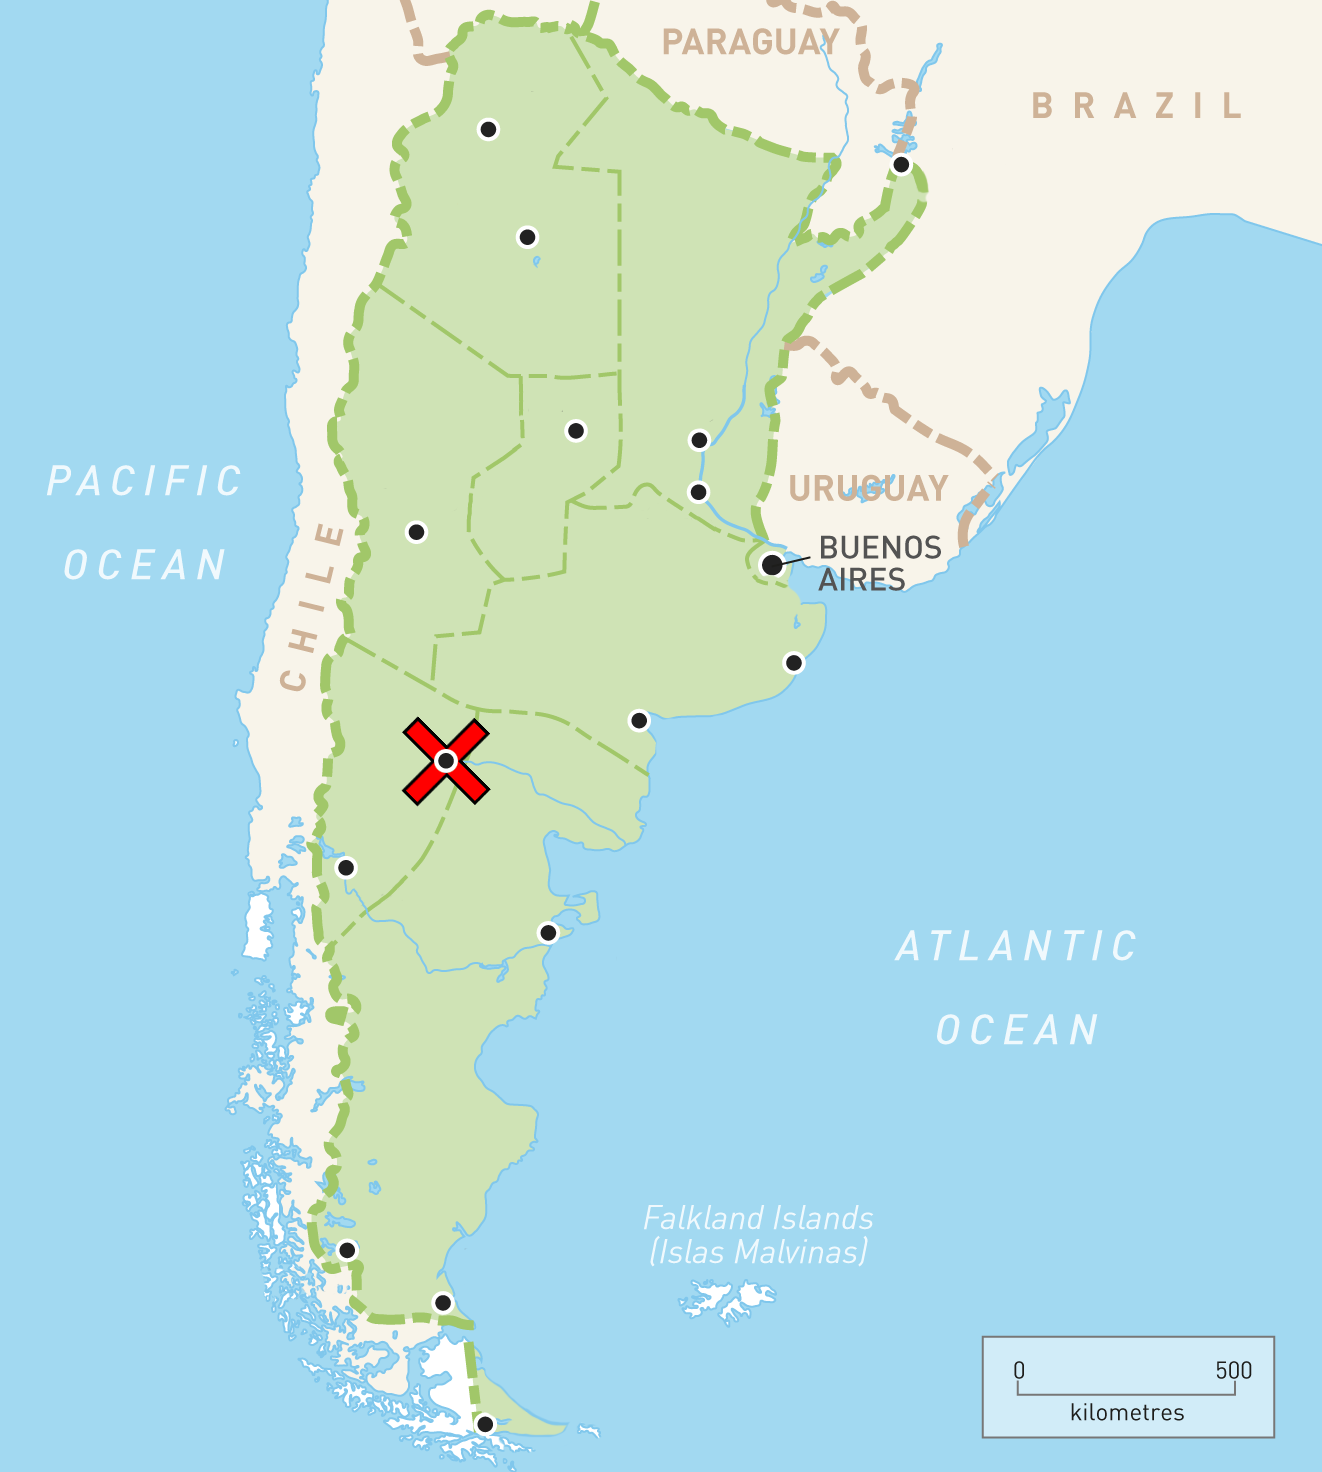 PARAGUAY
BRAZIL
PACIFIC
OCEAN
CHILE
URUGUAY
BUENOS
AIRES
ATLANTIC
OCEAN
Falkland Islands
(Islas Malvinas)
0 500
kilometres